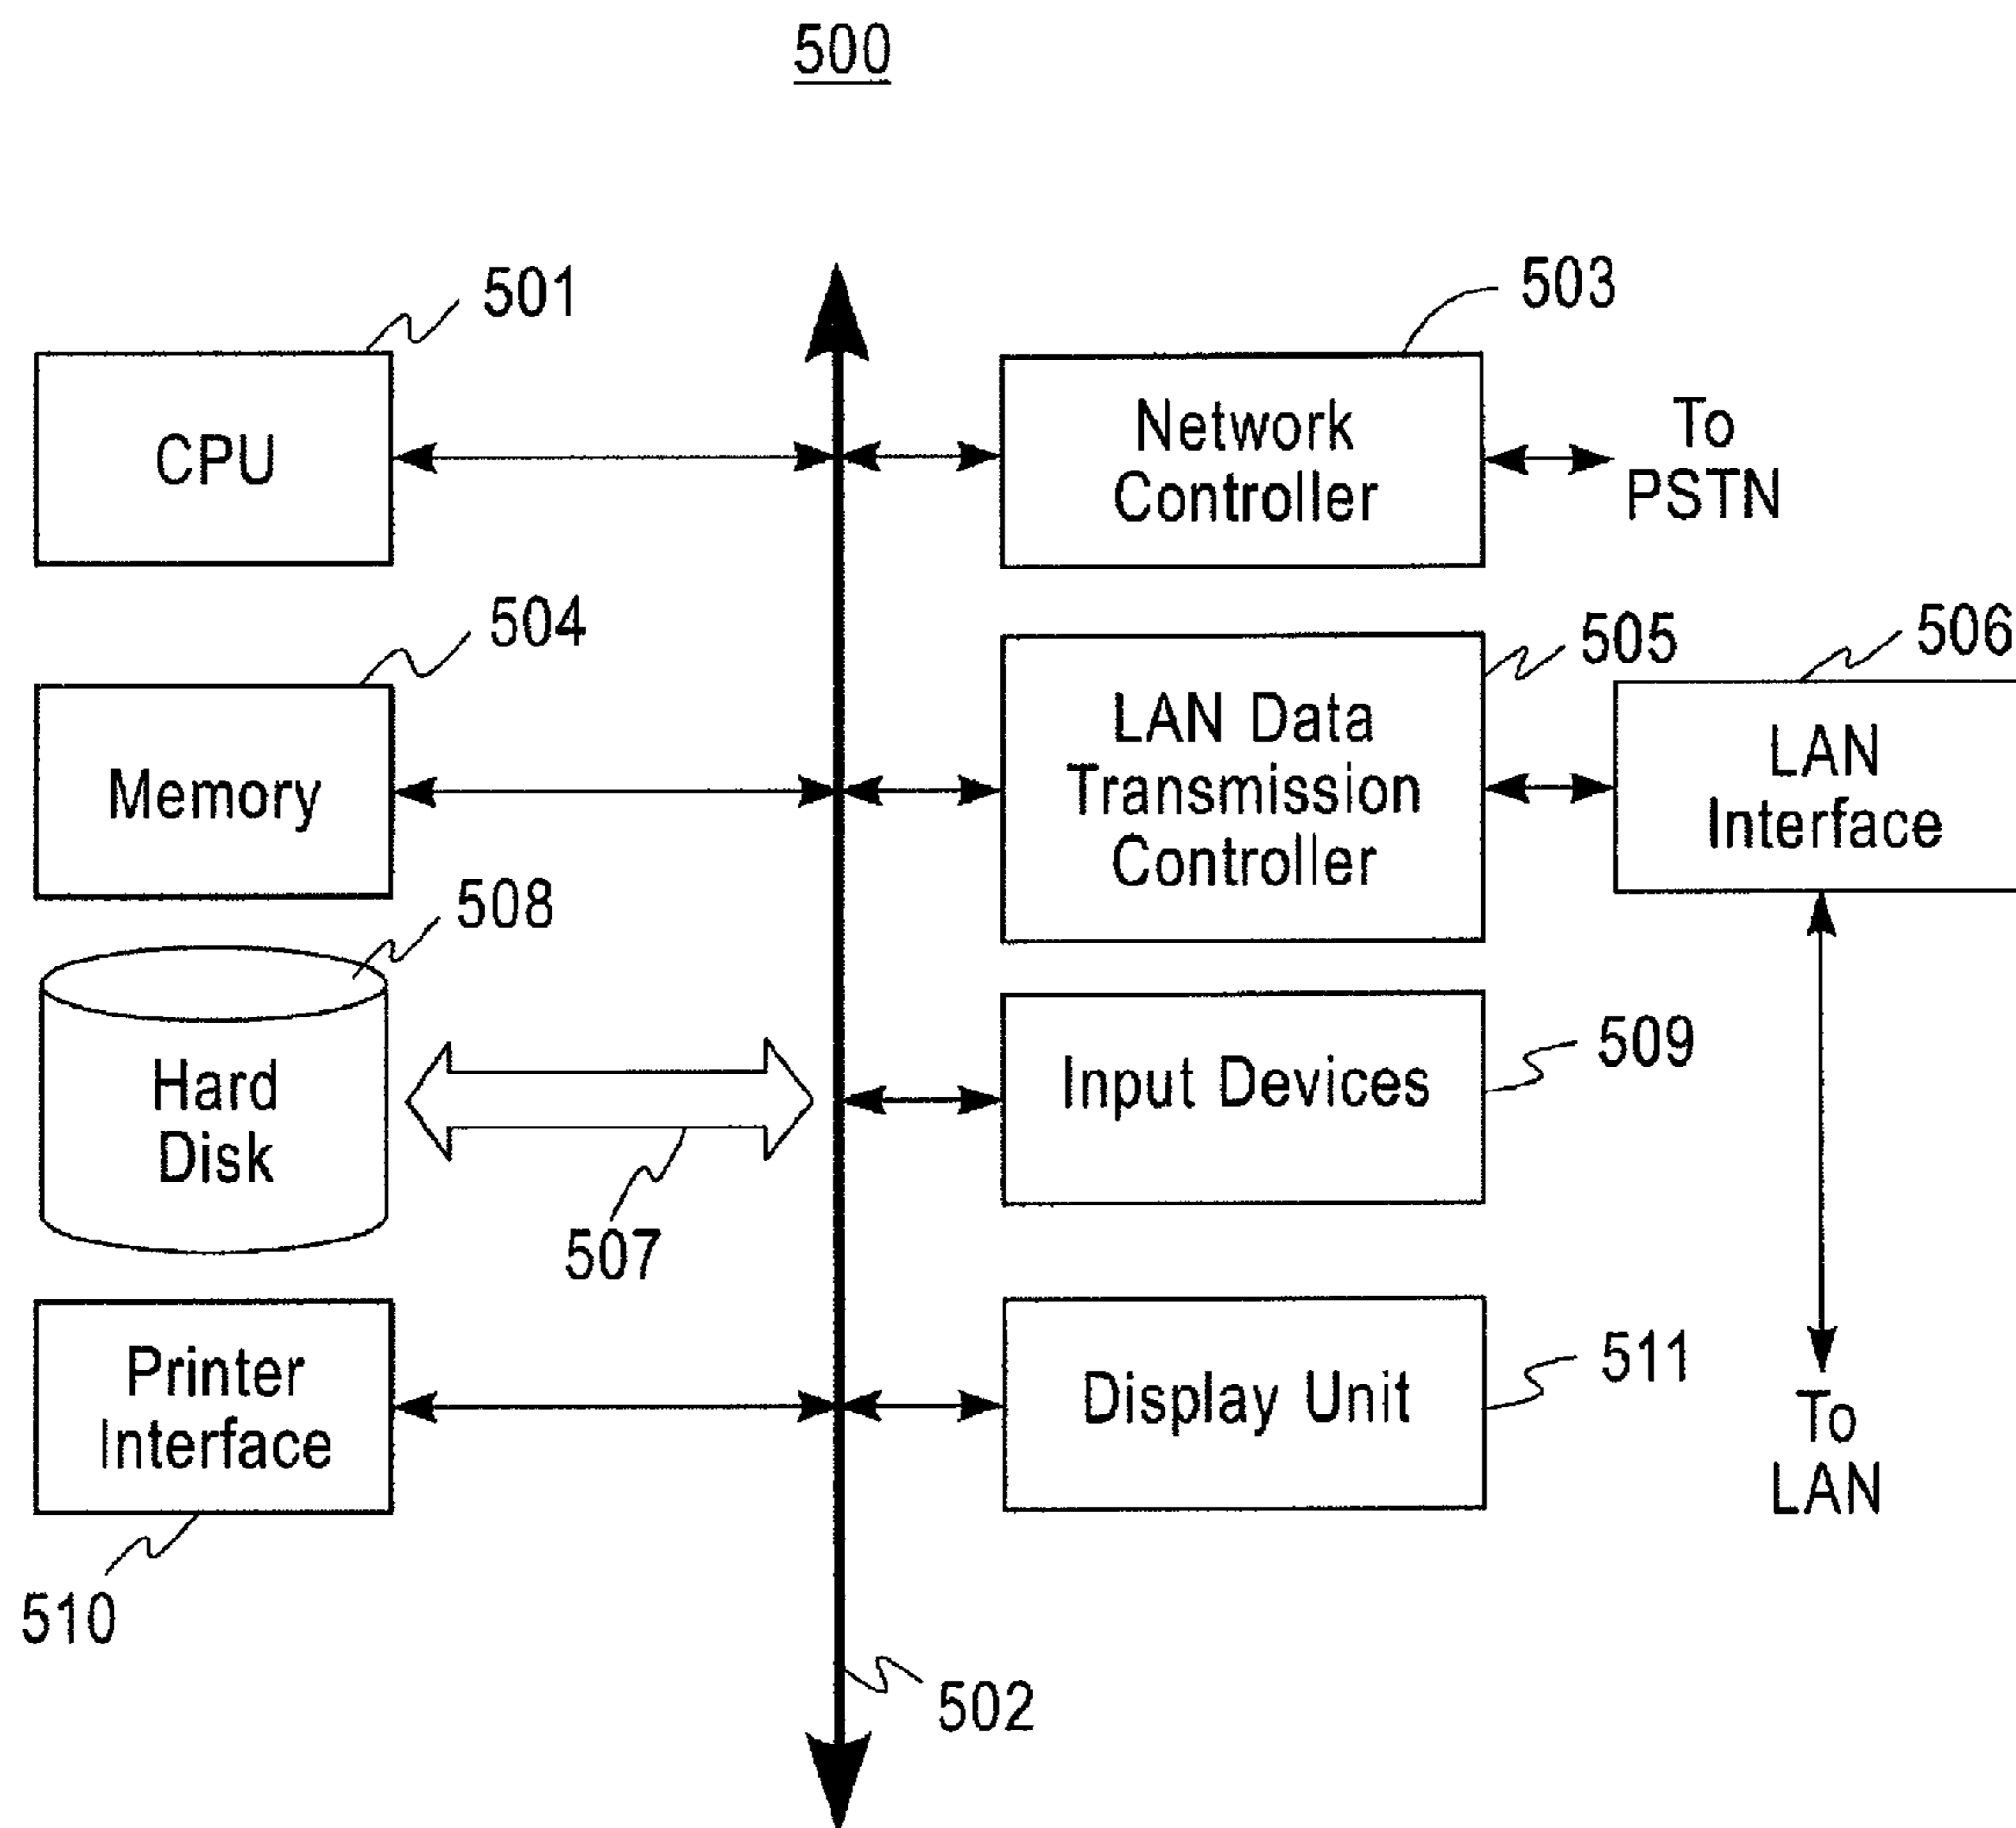 500
501
CPU
503
Network
Controller
To
PSTN
504
Memory
505
LAN Data
Transmission
Controller
506
LAN
Interface
508
Hard
Disk
507
509
Input Devices
Printer
Interface
510
511
Display Unit
To
LAN
502